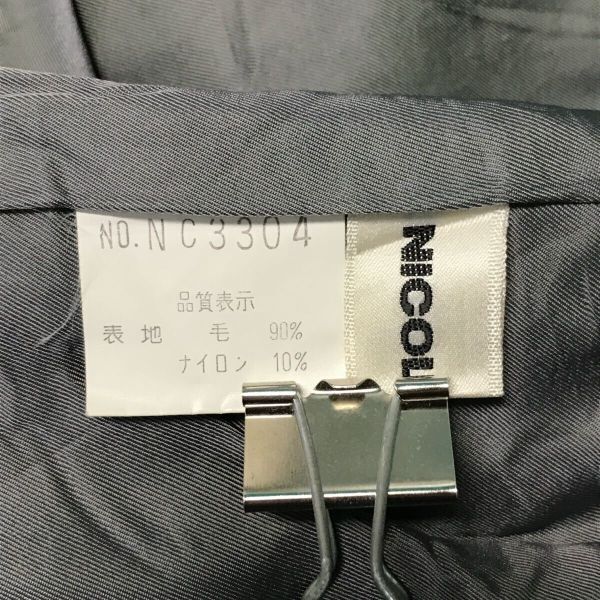 NO. NC3304
品質表示
表地 毛 90%
ナイロン 10%
NICOL